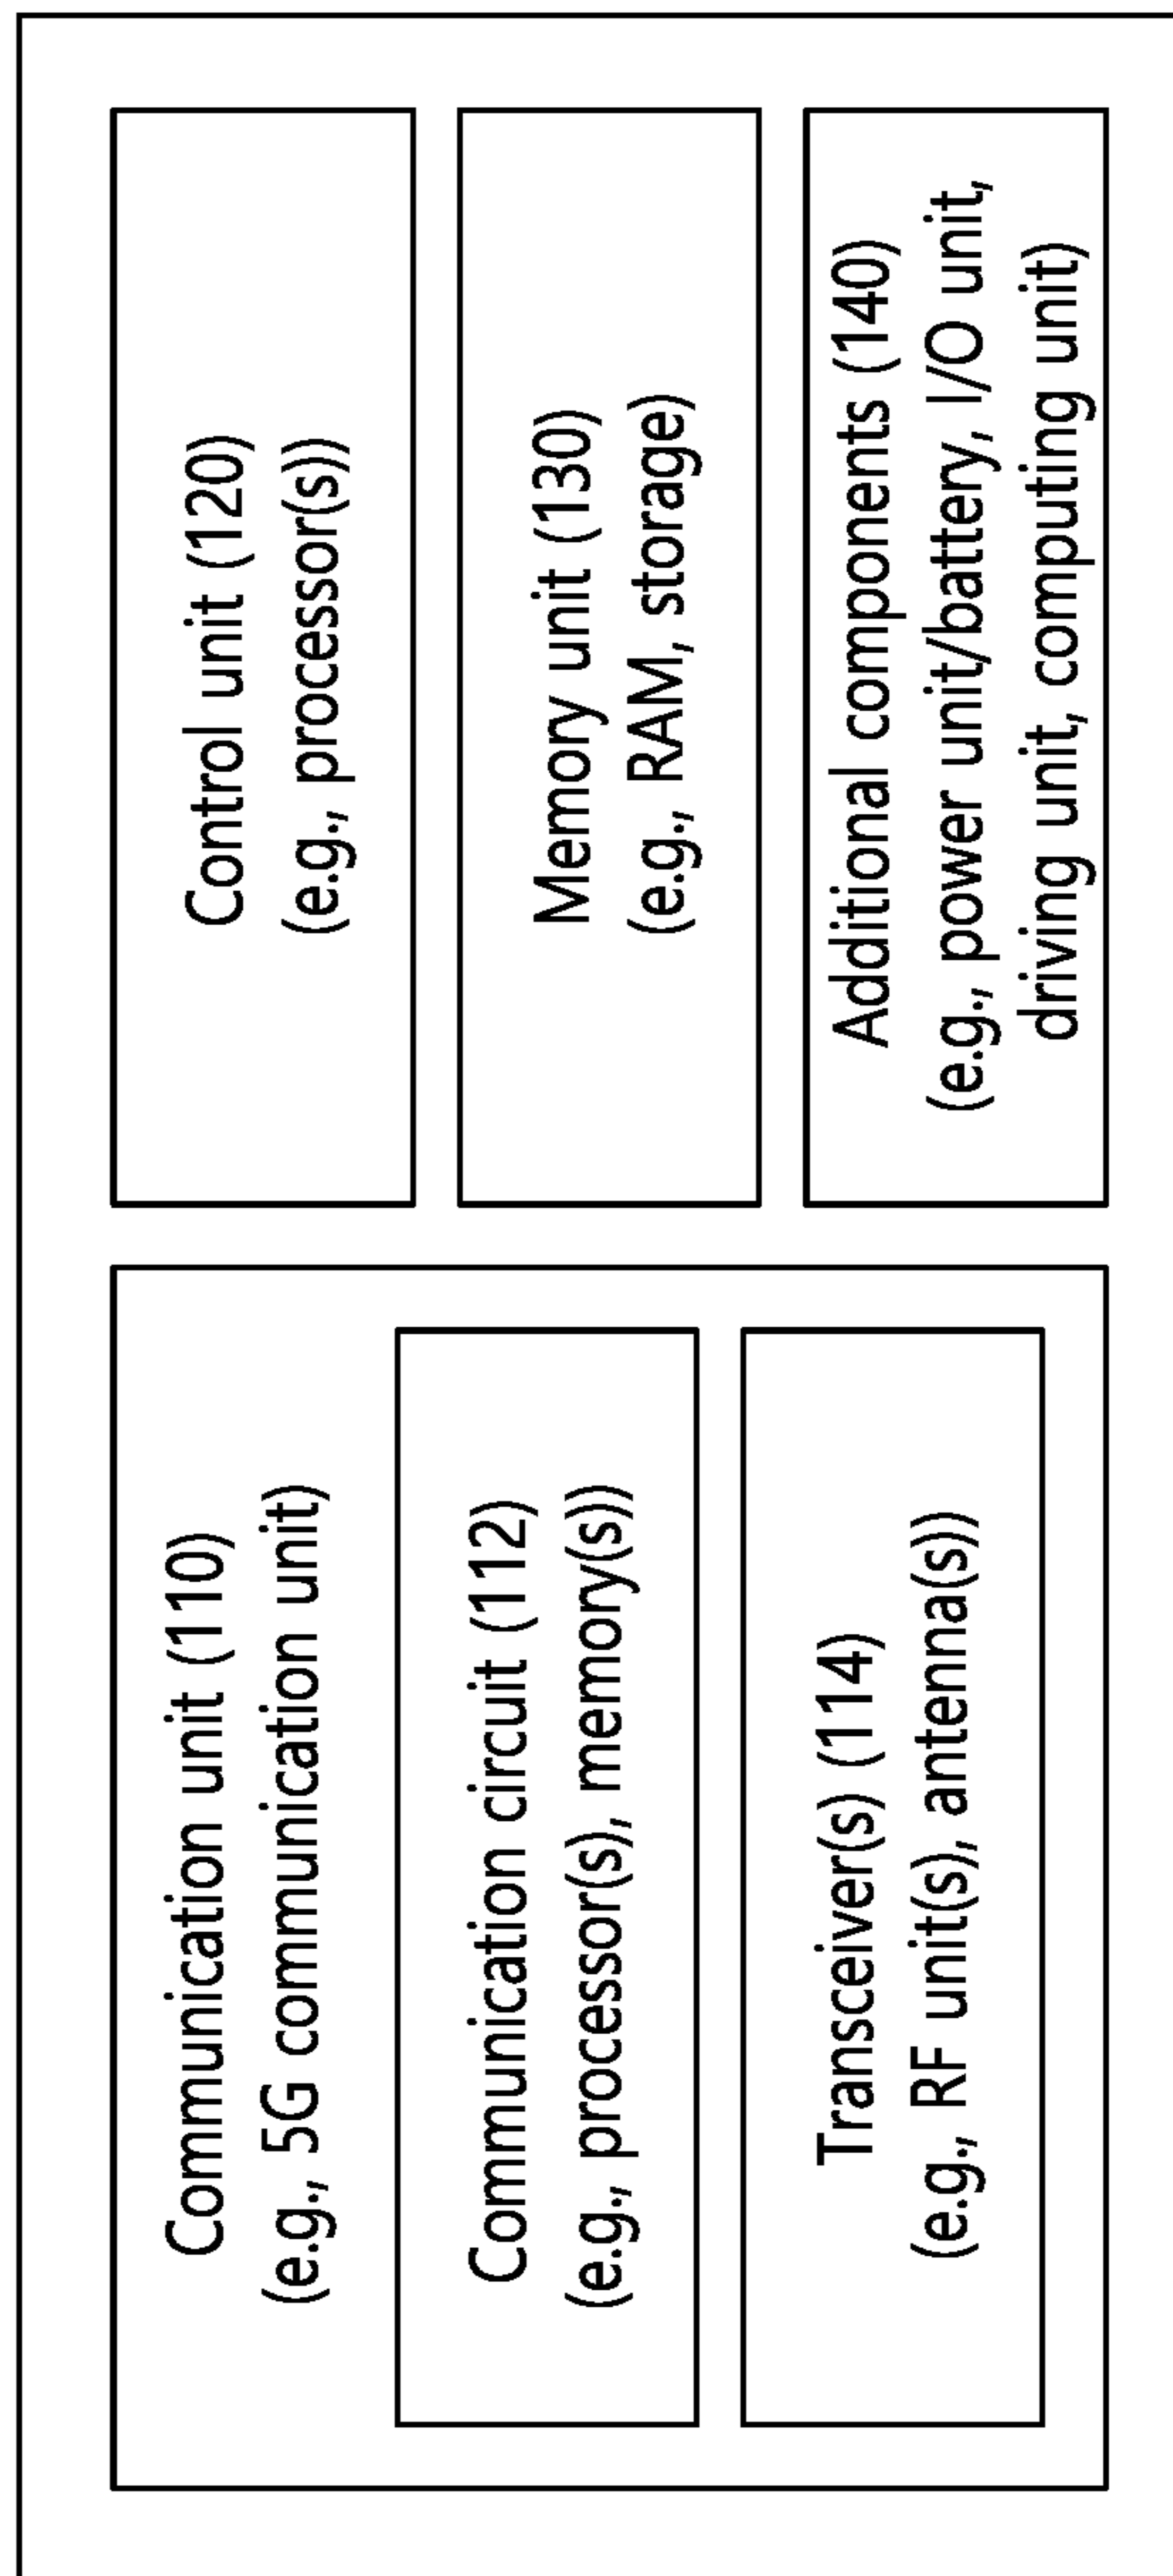 Communication unit (110)
(e.g., 5G communication unit)
Communication circuit (112)
(e.g., processor(s), memory(s))
Transceiver(s) (114)
(e.g., RF unit(s), antenna(s))
Control unit (120)
(e.g., processor(s))
Memory unit (130)
(e.g., RAM, storage)
Additional components (140)
(e.g., power unit/battery, I/O unit,
driving unit, computing unit)